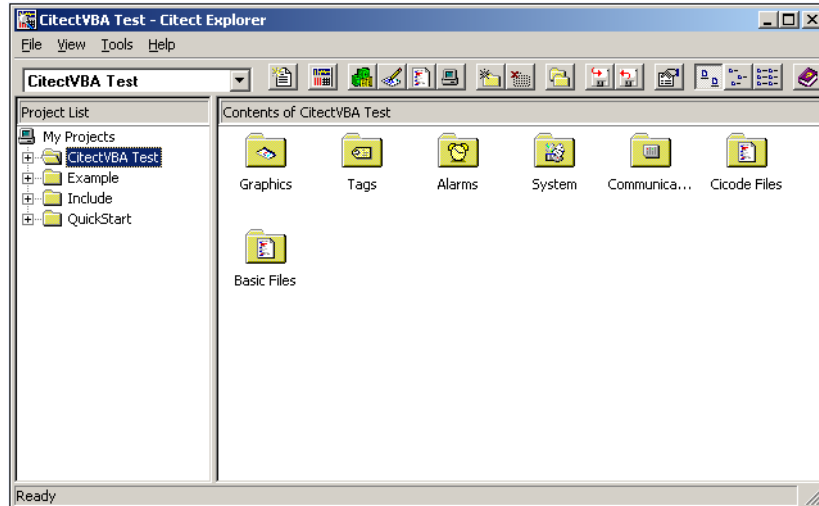 CitectVBA Test - Citect Explorer
File View Tools Help
CitectVBA Test
Project List
Contents of CitectVBA Test
My Projects
CitectVBA Test
Example
Include
QuickStart
Graphics Tags Alarms System Communica... Cicode Files
Basic Files
Ready